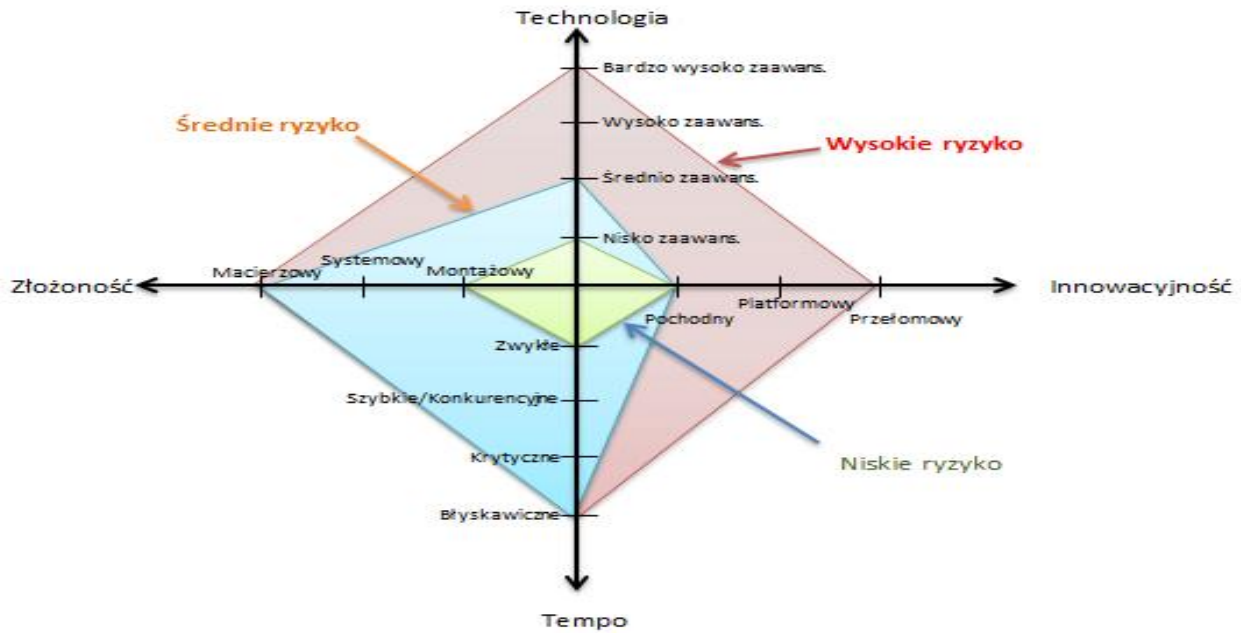 Technologia
Bardzo wysoko zaawans.
Średnie ryzyko
Wysoko zaawans.
Wysokie ryzyko
Średnio zaawans.
Nisko zaawans.
Macierzowy
Systemowy
Montażowy
Złożoność
Innowacyjność
Pochodny
Platformowy
Przełomowy
Zwykłe
Szybkie/Konkurencyjne
Krytyczne
Niskie ryzyko
Błyskawiczne
Tempo